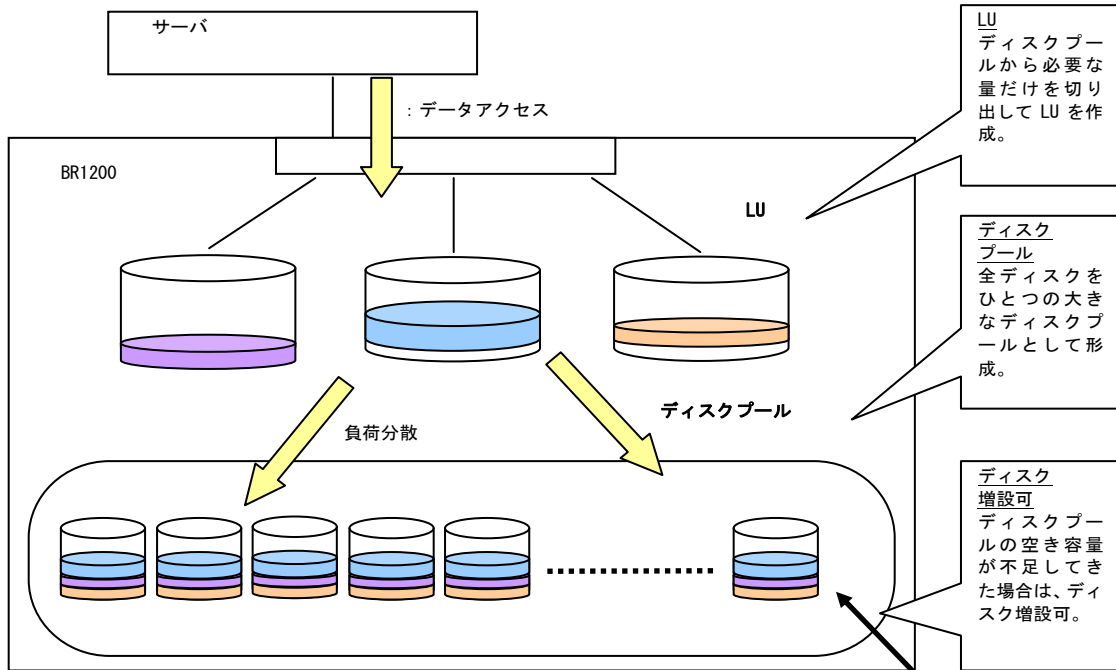 サーバ
：データアクセス
BR1200
LU
ディスクプール
負荷分散
LU
ディスクプー
ルから必要な
量だけを切り
出して LU を作
成。
ディスク
プール
全ディスクを
ひとつの大き
なディスクプ
ールとして形
成。
ディスク
増設可
ディスクプー
ルの空き容量
が不足してき
た場合は、ディ
スク増設可。